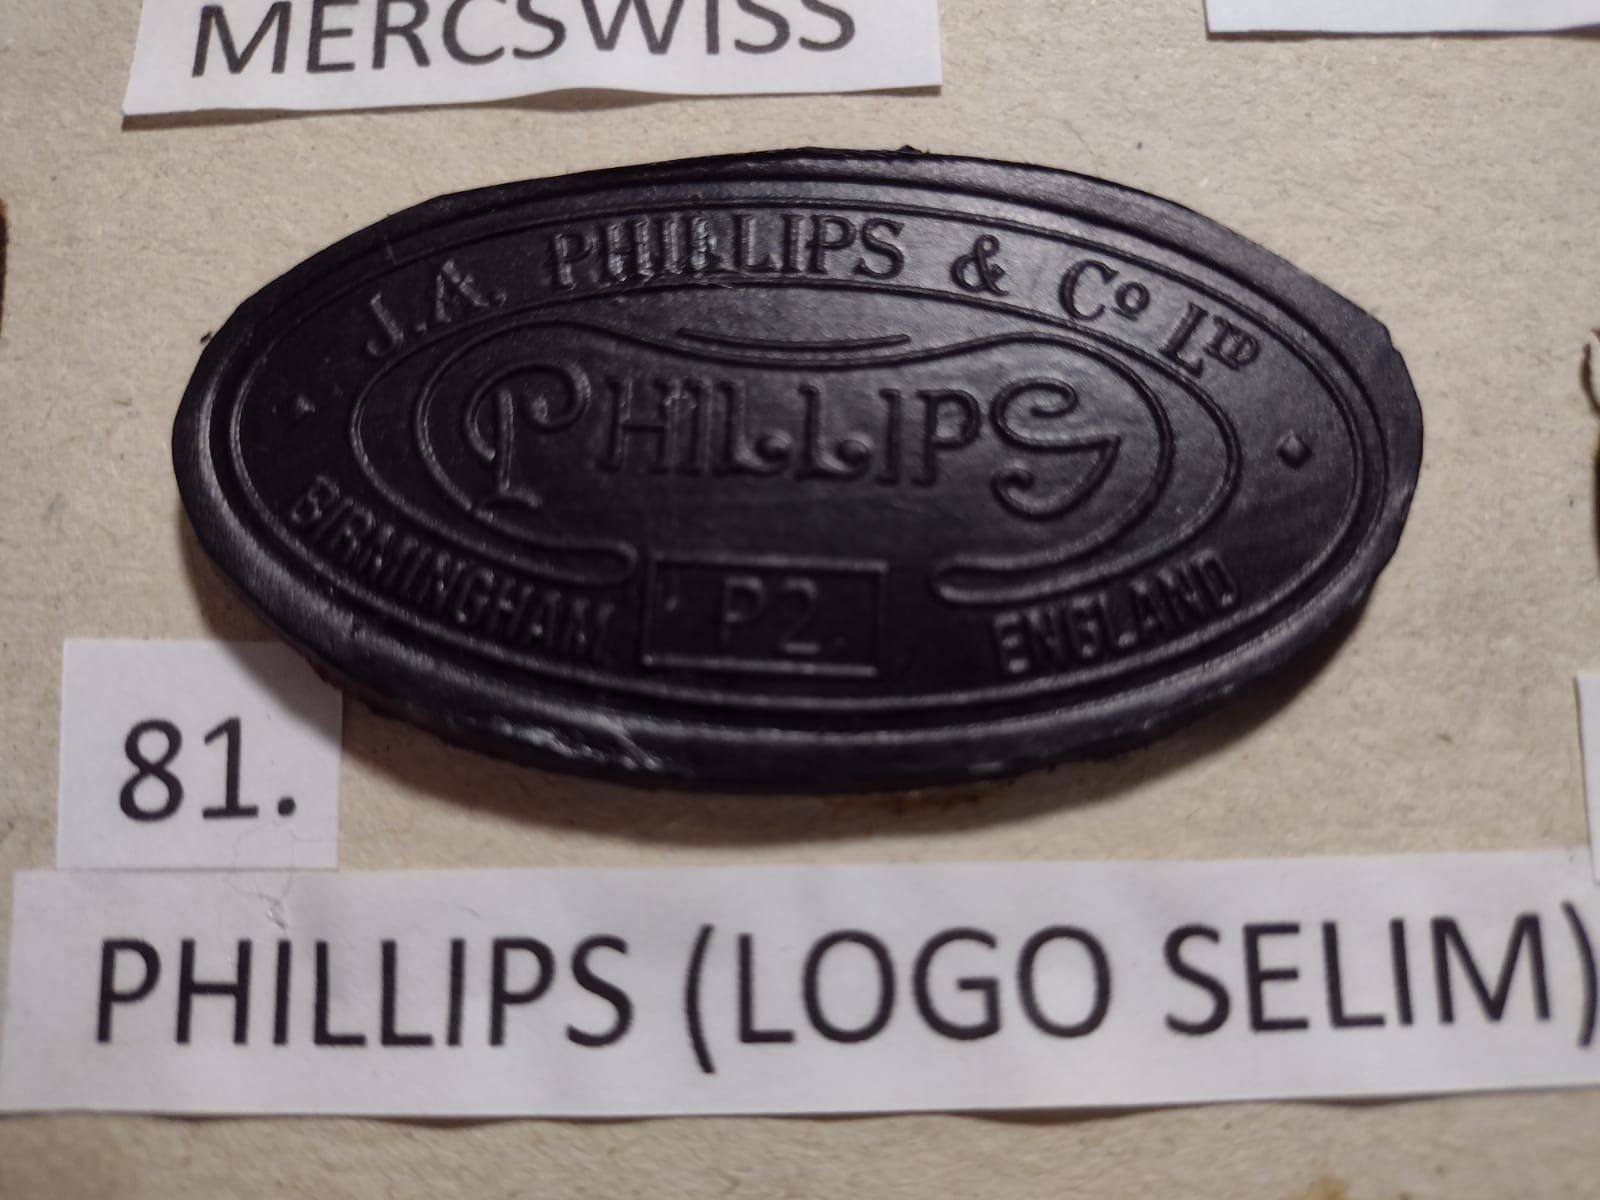 MERCSWISS
J.A. PHILLIPS & Co LTD
PHILLIPS
BIRMINGHAM P2 ENGLAND
81.
PHILLIPS (LOGO SELIM)